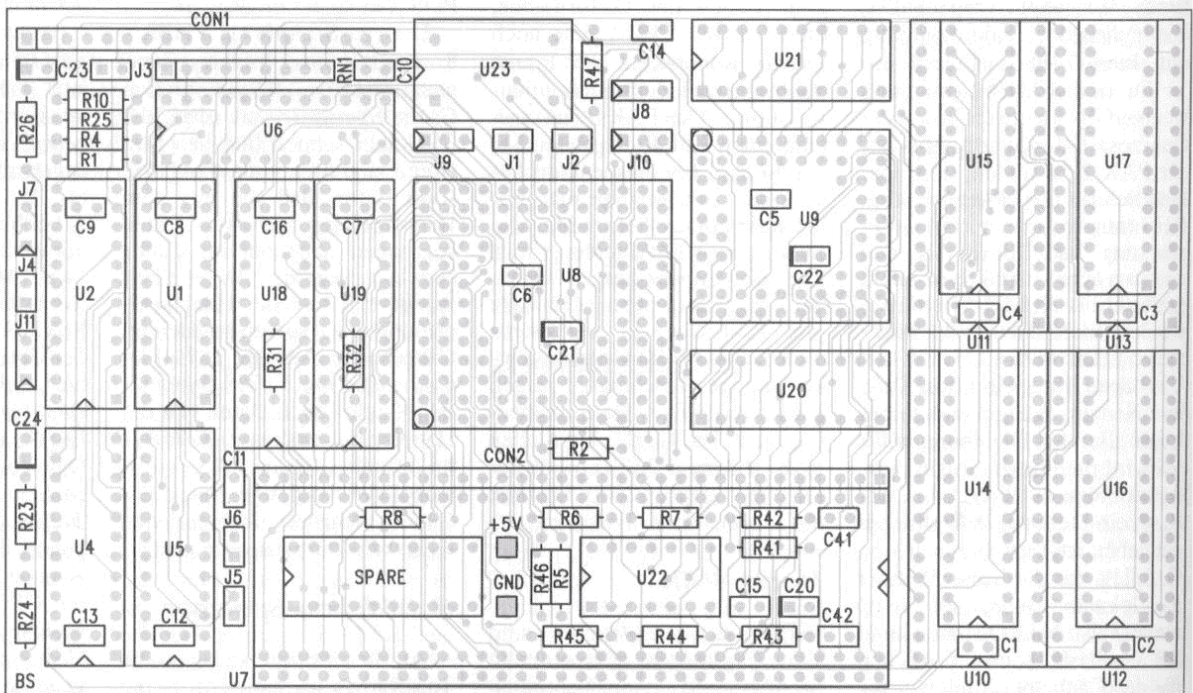 CON1
C14
C23
J3
RN1
C10
U23
R47
U21
R10
R25
R4
R1
R26
U6
J8
J9
J1
J2
J10
U15
U17
J7
C9
C8
C16
C7
C5
U9
C22
J4
U2
U1
U18
U19
C6
U8
C21
J11
R31
R32
C4
C3
U11
U13
U20
C24
R2
CON2
C11
R23
J6
R8
+5V
R6
R7
R42
C41
R41
U14
U16
U4
U5
J5
SPARE
GND
R46
R5
U22
C15
C20
C42
R24
C13
C12
R45
R44
R43
C1
C2
BS
U7
U10
U12